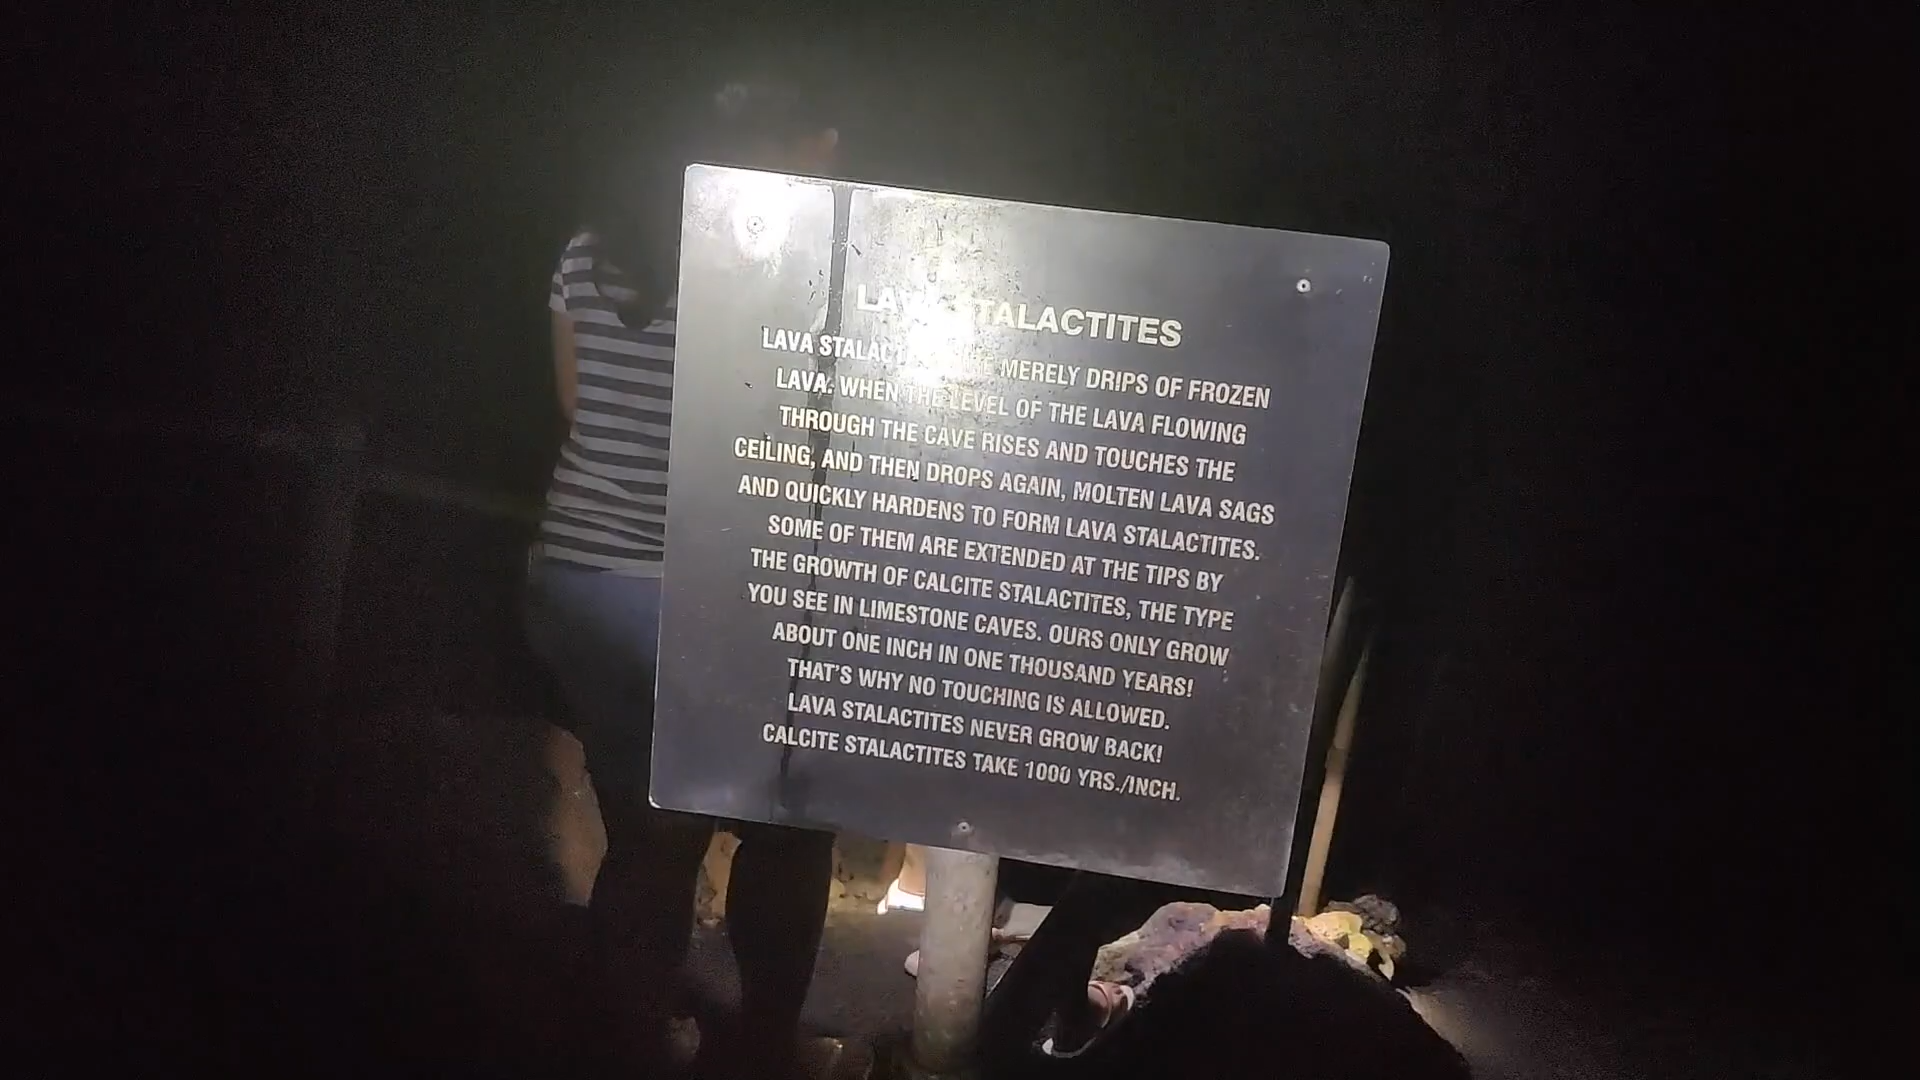 LAVA STALACTITES
LAVA STALACTITES ARE MERELY DRIPS OF FROZEN
LAVA. WHEN THE LEVEL OF THE LAVA FLOWING
THROUGH THE CAVE RISES AND TOUCHES THE
CEILING, AND THEN DROPS AGAIN, MOLTEN LAVA SAGS
AND QUICKLY HARDENS TO FORM LAVA STALACTITES.
SOME OF THEM ARE EXTENDED AT THE TIPS BY
THE GROWTH OF CALCITE STALACTITES, THE TYPE
YOU SEE IN LIMESTONE CAVES. OURS ONLY GROW
ABOUT ONE INCH IN ONE THOUSAND YEARS!
THAT'S WHY NO TOUCHING IS ALLOWED.
LAVA STALACTITES NEVER GROW BACK!
CALCITE STALACTITES TAKE 1000 YRS./INCH.